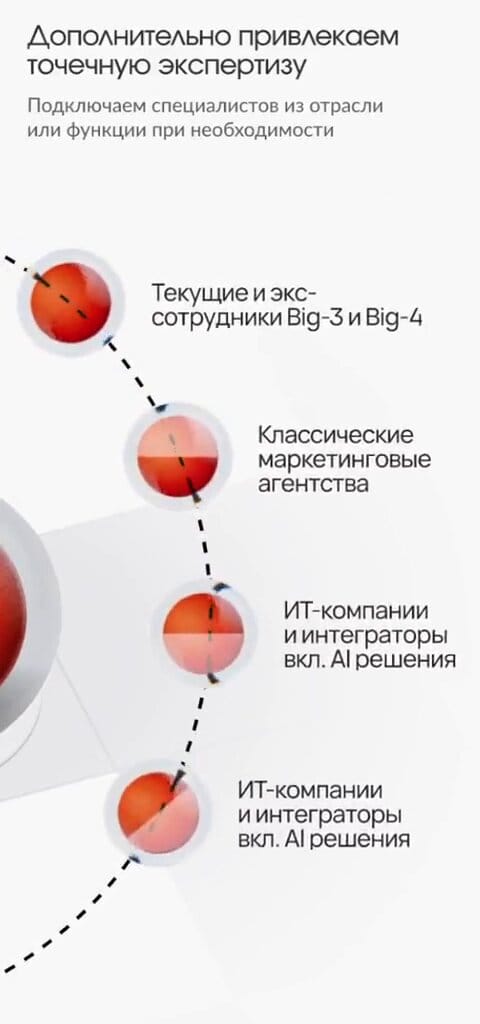 Дополнительно привлекаем
точечную экспертизу
Подключаем специалистов из отрасли
или функции при необходимости
Текущие и экс-
сотрудники Big-3 и Big-4
Классические
маркетинговые
агентства
ИТ-компании
и интеграторы
вкл. AI решения
ИТ-компании
и интеграторы
вкл. AI решения